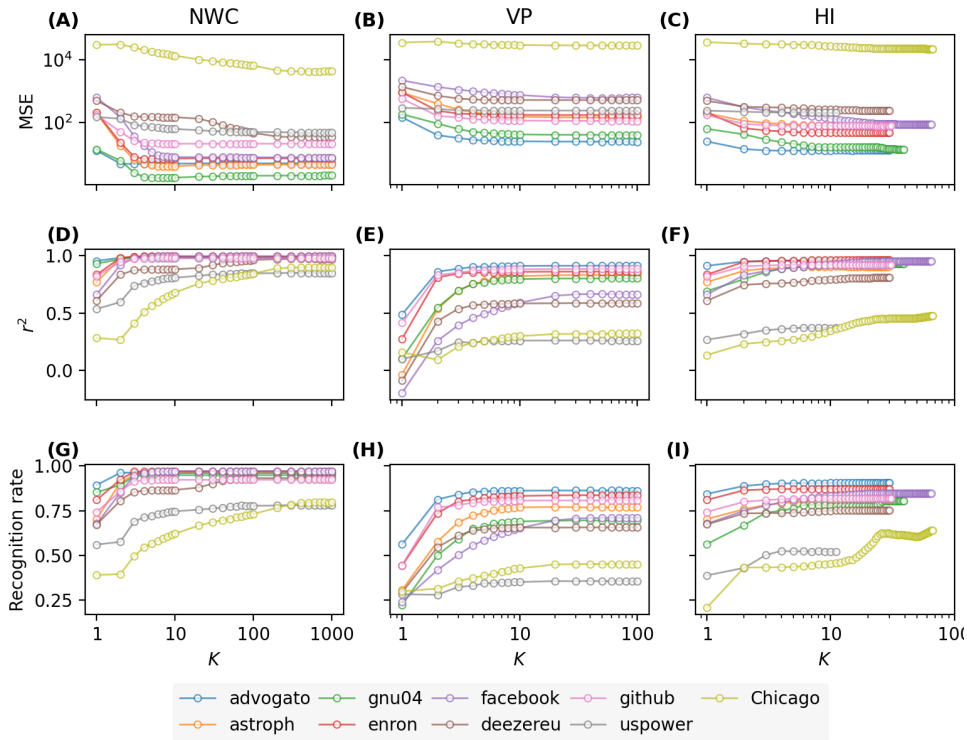 (A) NWC (B) VP (C) HI
10^4
MSE
10^2
(D) (E) (F)
1.0
r^2
0.5
0.0
(G) (H) (I)
1.00
Recognition rate
0.75
0.50
0.25
1 10 100 1000 1 10 100 1 10 100
K K K
advogato gnu04 facebook github Chicago
astroph enron deezereu uspower